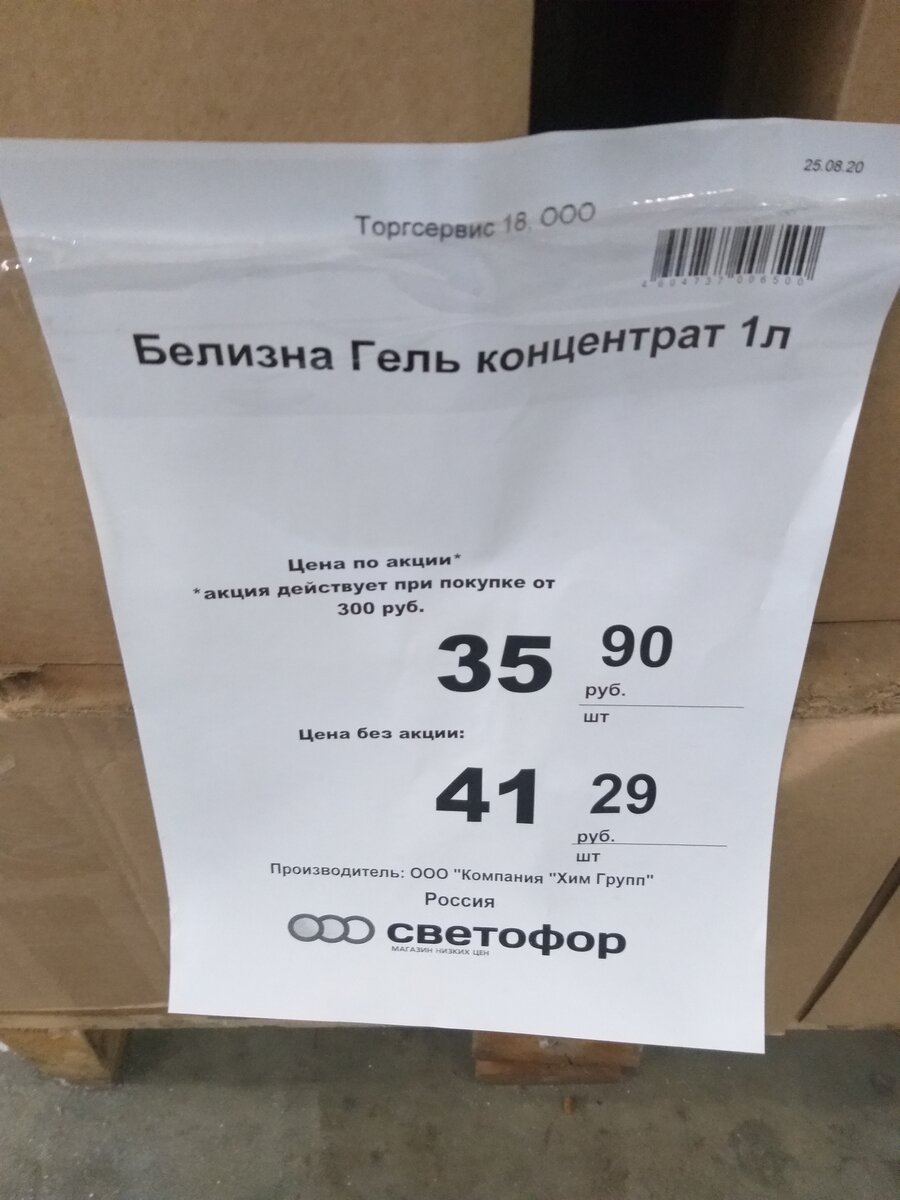 25.08.20
Торгсервис 18, ООО
4604737006500
Белизна Гель концентрат 1л
Цена по акции*
*акция действует при покупке от
300 руб.
35 90
руб.
шт
Цена без акции:
41 29
руб.
шт
Производитель: ООО "Компания "Хим Групп"
Россия
светофор
МАГАЗИН НИЗКИХ ЦЕН